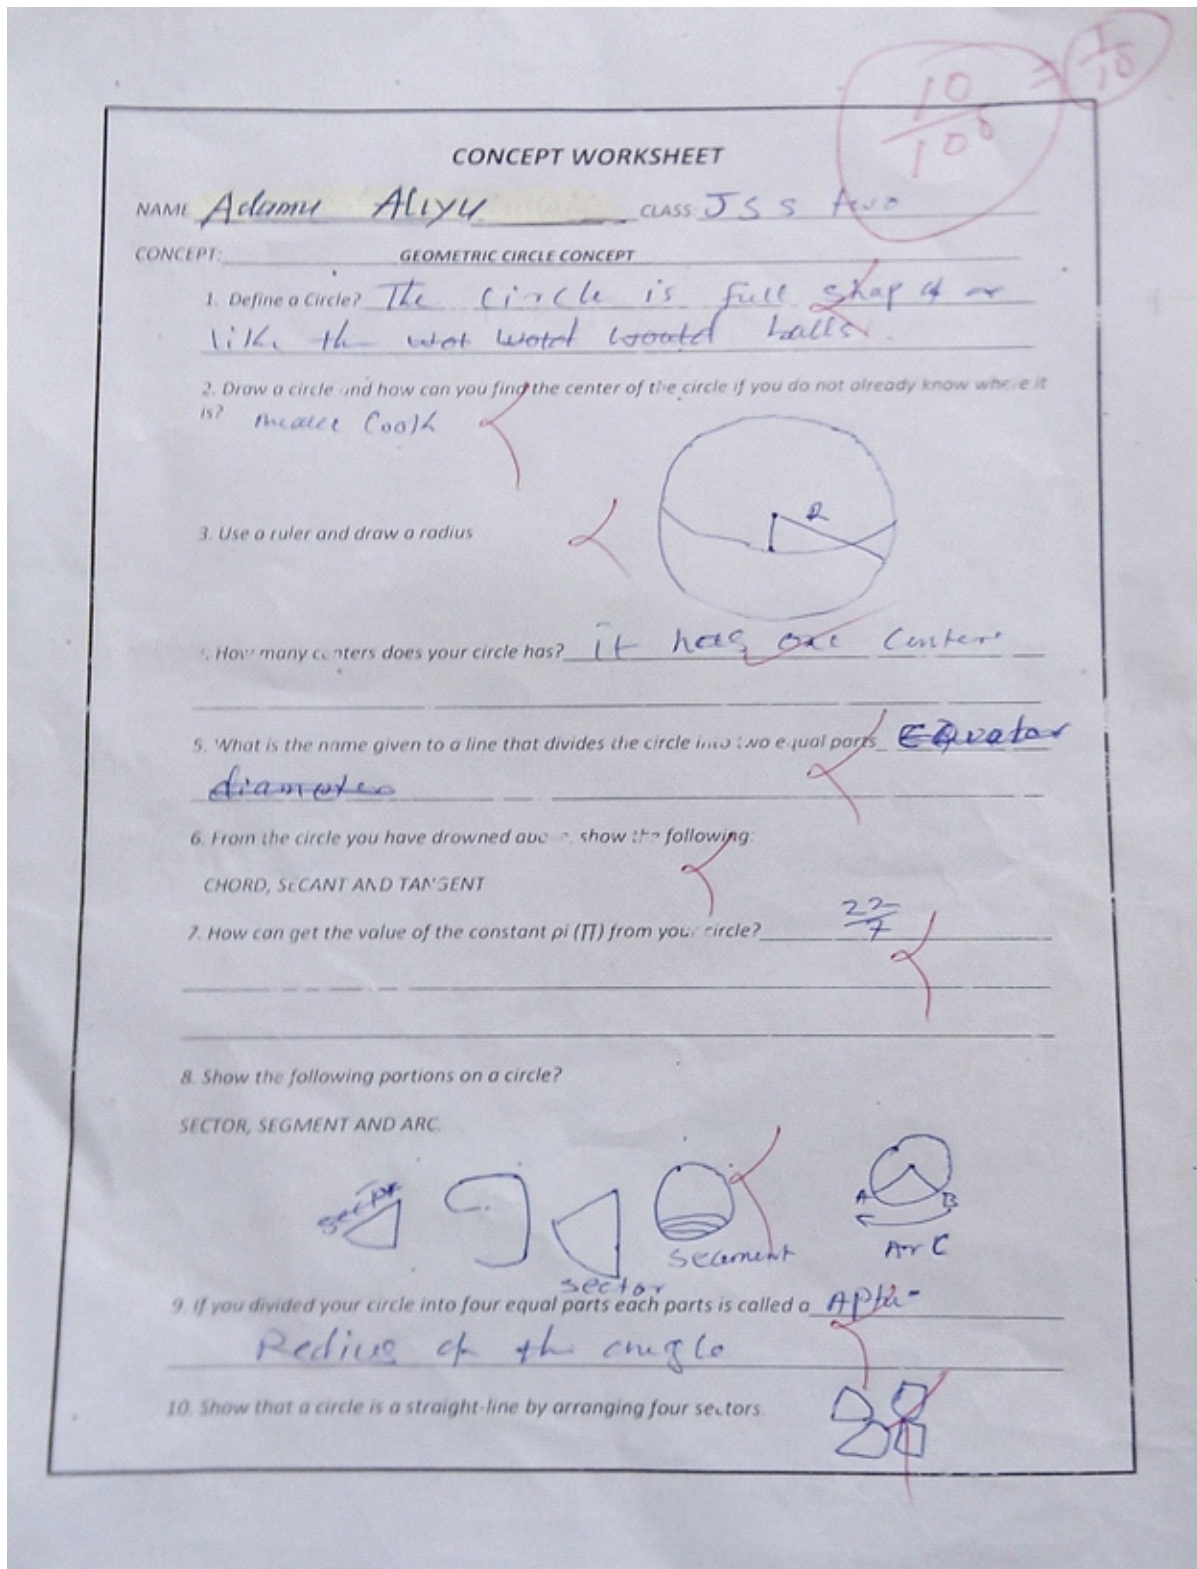 10/100 = 1/10
CONCEPT WORKSHEET
NAME Adamu Aliyu CLASS JSS two
CONCEPT: GEOMETRIC CIRCLE CONCEPT
1. Define a Circle? The circle is full shap of or
like the wot word woold balls.
2. Draw a circle and how can you find the center of the circle if you do not already know where it
is?
R
3. Use a ruler and draw a radius
. How many centers does your circle has? it has one Center
5. What is the name given to a line that divides the circle into two equal parts Equator
diameter
6. From the circle you have drowned above show the following:
CHORD, SECANT AND TANGENT
7. How can get the value of the constant pi (∏) from your circle? 22/7
8. Show the following portions on a circle?
SECTOR, SEGMENT AND ARC.
sector
A B
Segment
Arc
sector
9. If you divided your circle into four equal parts each parts is called a
Redius of the angle
10. Show that a circle is a straight-line by arranging four sectors.